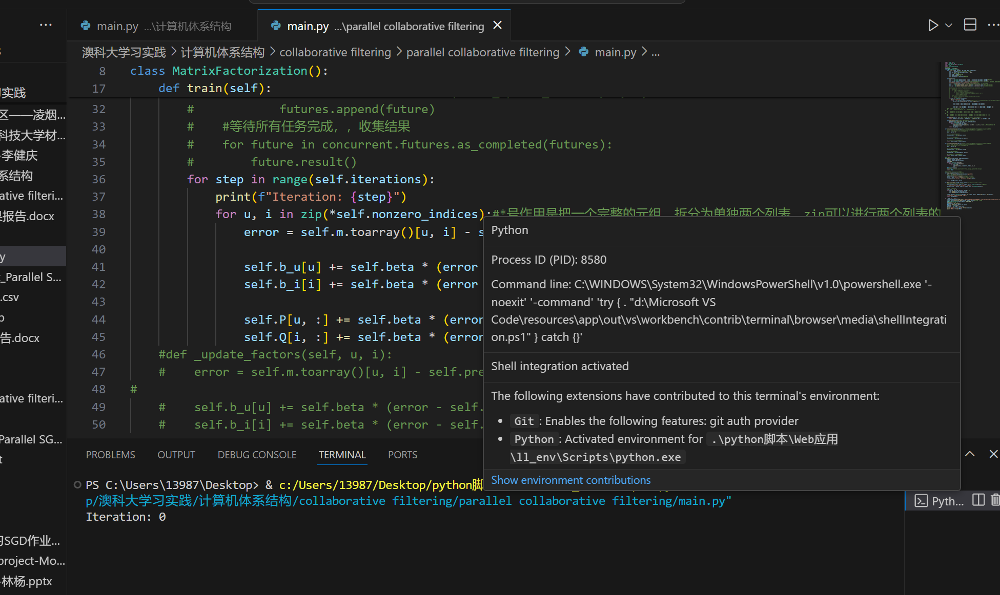 main.py ...\计算机体系结构
main.py ...\parallel collaborative filtering
澳科大学习实践 > 计算机体系结构 > collaborative filtering > parallel collaborative filtering > main.py > ...
8 class MatrixFactorization():
17 def train(self):
32 # futures.append(future)
33 # #等待所有任务完成，，收集结果
34 # for future in concurrent.futures.as_completed(futures):
35 # future.result()
36 for step in range(self.iterations):
37 print(f"Iteration: {step}")
38 for u, i in zip(*self.nonzero_indices):#*号作用是把一个完整的元组，拆分为单独两个列表，zip可以进行两个列表的
39 error = self.m.toarray()[u, i] - s
40
41 self.b_u[u] += self.beta * (error
42 self.b_i[i] += self.beta * (error
43
44 self.P[u, :] += self.beta * (error
45 self.Q[i, :] += self.beta * (error
46 #def _update_factors(self, u, i):
47 # error = self.m.toarray()[u, i] - self.pre
48 #
49 # self.b_u[u] += self.beta * (error - self.
50 # self.b_i[i] += self.beta * (error - self.
习实践
区——凌烟...
科技大学材...
-李健庆
系结构
ative filteri...
报告.docx
y
_Parallel S...
.csv
告.docx
ative filteri...
Parallel SG...
t
习SGD作业...
project-Mo...
-林杨.pptx
Python
Process ID (PID): 8580
Command line: C:\WINDOWS\System32\WindowsPowerShell\v1.0\powershell.exe '-
noexit' '-command' 'try { . "d:\Microsoft VS
Code\resources\app\out\vs\workbench\contrib\terminal\browser\media\shellIntegrati
on.ps1" } catch {}'
Shell integration activated
The following extensions have contributed to this terminal's environment:
• Git : Enables the following features: git auth provider
• Python : Activated environment for .\python脚本\Web应用
\ll_env\Scripts\python.exe
Show environment contributions
PROBLEMS OUTPUT DEBUG CONSOLE TERMINAL PORTS
PS C:\Users\13987\Desktop> & c:/Users/13987/Desktop/python脚
p/澳科大学习实践/计算机体系结构/collaborative filtering/parallel collaborative filtering/main.py"
Iteration: 0
Pyth...